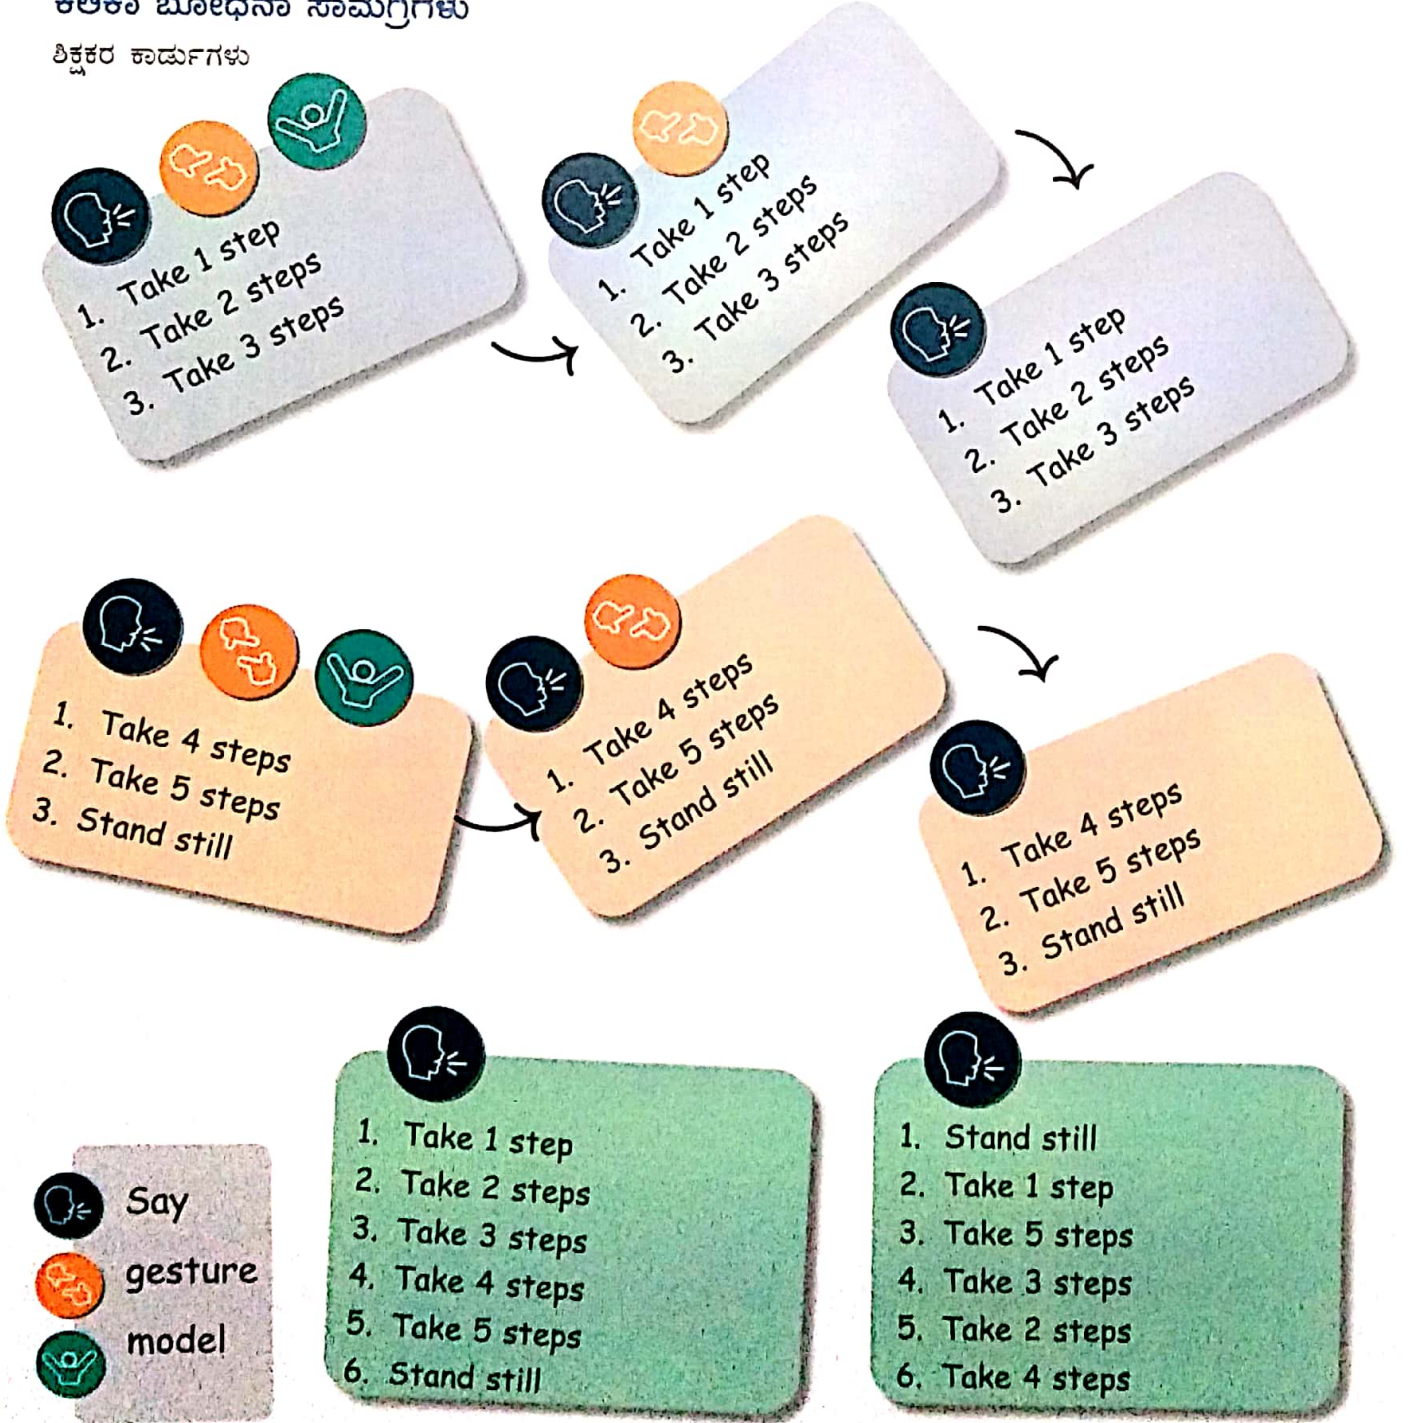 ಕಲಿಕಾ ಬೋಧನಾ ಸಾಮಗ್ರಿಗಳು
ಶಿಕ್ಷಕರ ಕಾರ್ಡುಗಳು
1. Take 1 step
2. Take 2 steps
3. Take 3 steps
1. Take 1 step
2. Take 2 steps
3. Take 3 steps
1. Take 1 step
2. Take 2 steps
3. Take 3 steps
1. Take 4 steps
2. Take 5 steps
3. Stand still
1. Take 4 steps
2. Take 5 steps
3. Stand still
1. Take 4 steps
2. Take 5 steps
3. Stand still
Say
gesture
model
1. Take 1 step
2. Take 2 steps
3. Take 3 steps
4. Take 4 steps
5. Take 5 steps
6. Stand still
1. Stand still
2. Take 1 step
3. Take 5 steps
4. Take 3 steps
5. Take 2 steps
6. Take 4 steps